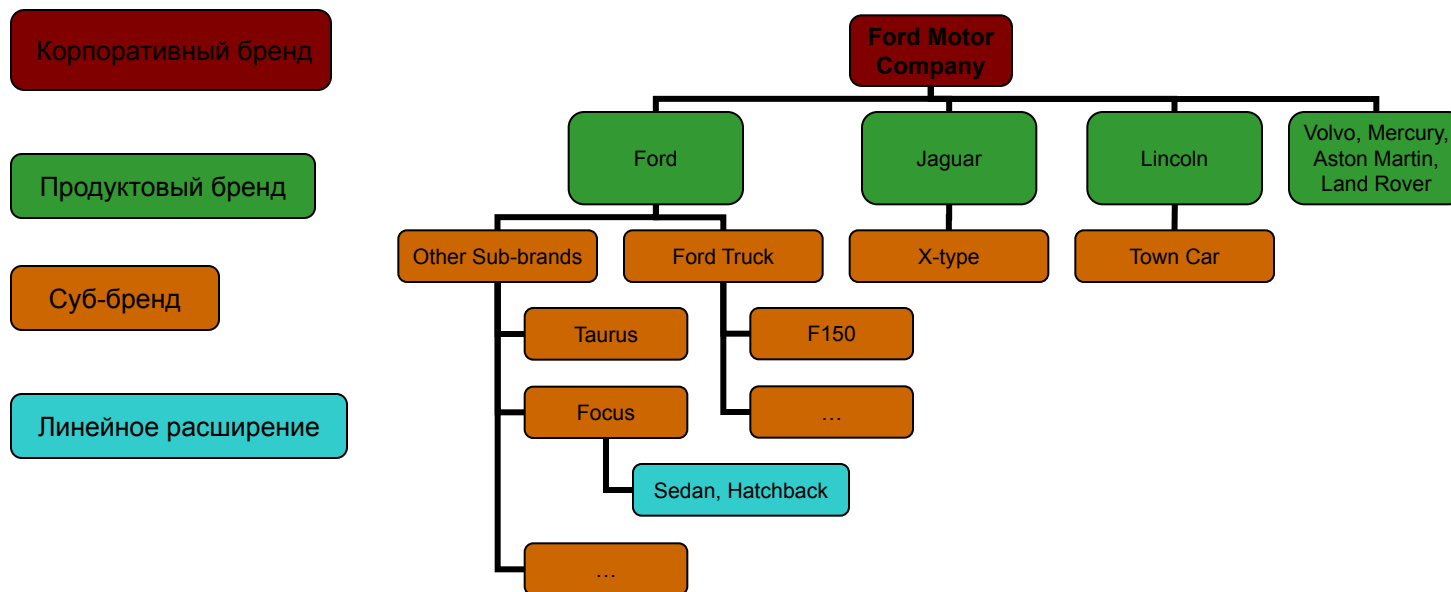 Корпоративный бренд
Ford Motor
Company
Продуктовый бренд
Ford
Jaguar
Lincoln
Volvo, Mercury,
Aston Martin,
Land Rover
Суб-бренд
Other Sub-brands
Ford Truck
X-type
Town Car
Taurus
F150
Линейное расширение
Focus
…
Sedan, Hatchback
…